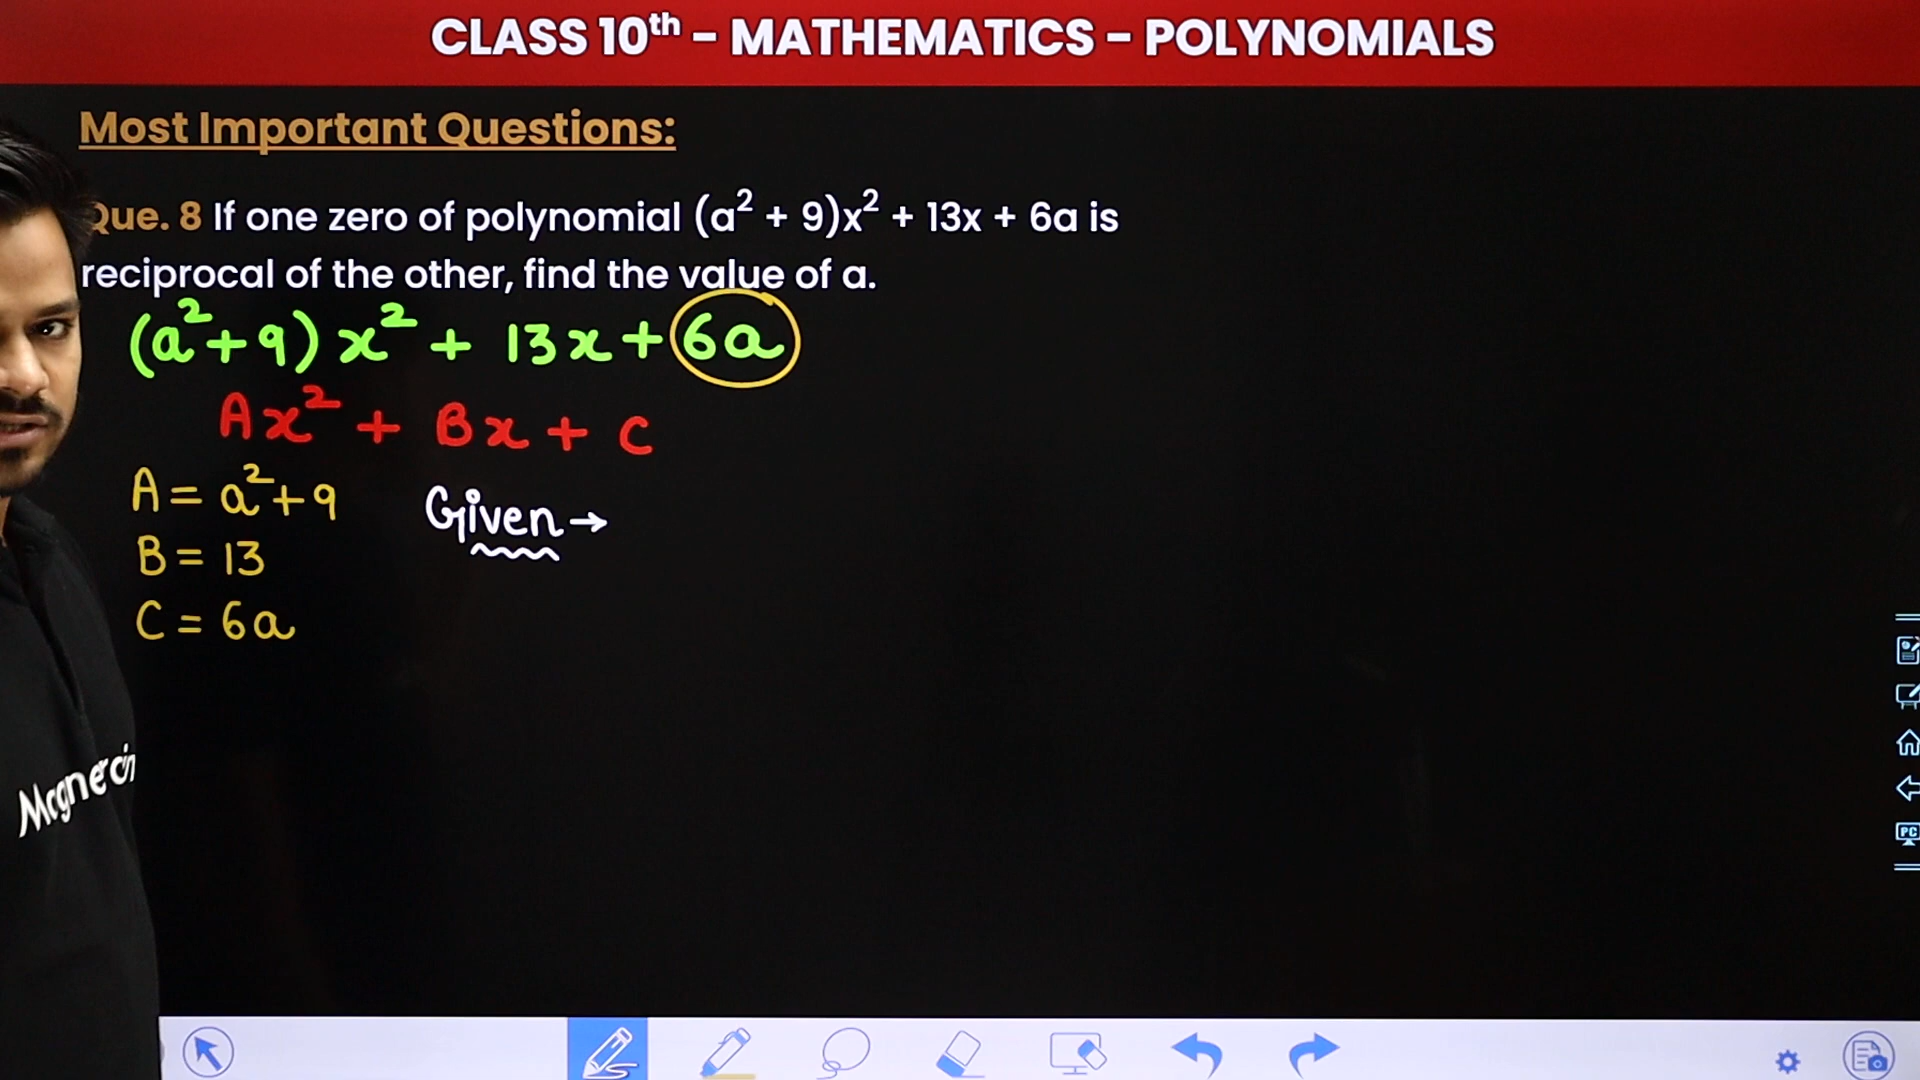 CLASS 10th - MATHEMATICS - POLYNOMIALS
Most Important Questions:
Que. 8 If one zero of polynomial (a² + 9)x² + 13x + 6a is
reciprocal of the other, find the value of a.
(a²+9) x² + 13x + 6a
Ax² + Bx + C
A = a²+9
Given →
B = 13
C = 6a
PC